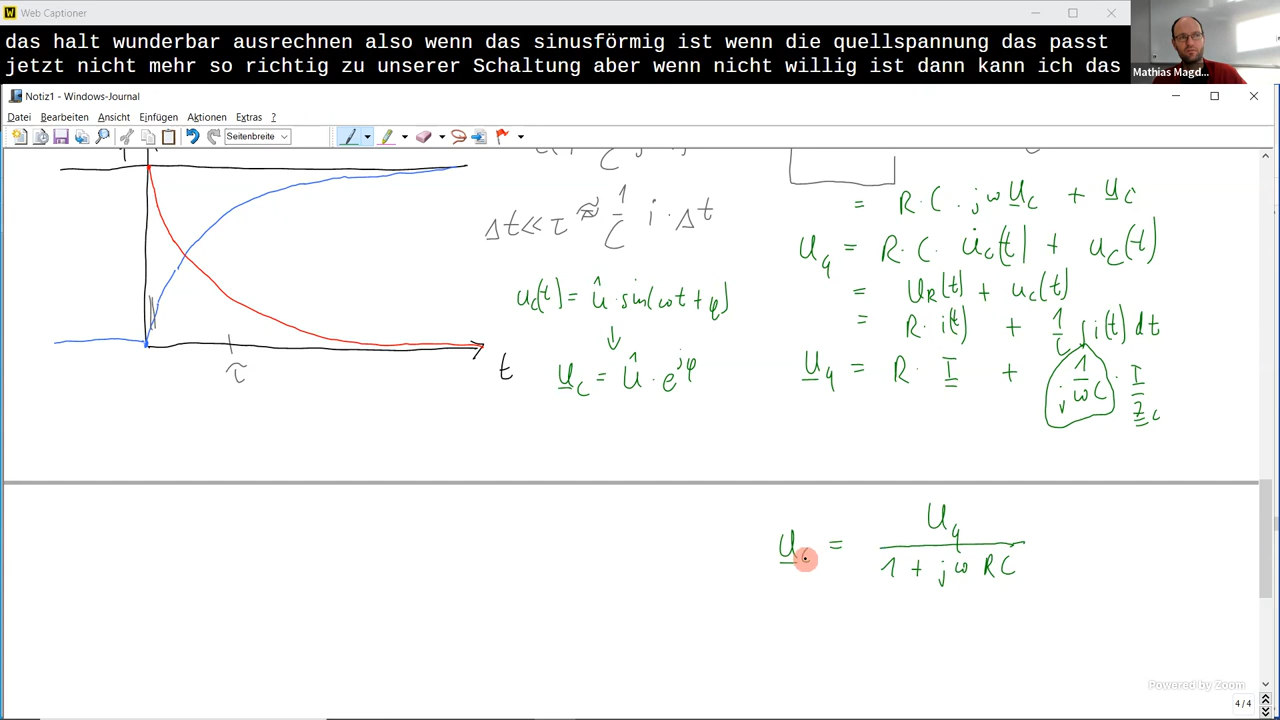 Web Captioner
das halt wunderbar ausrechnen also wenn das sinusförmig ist wenn die quellspannung das passt
jetzt nicht mehr so richtig zu unserer Schaltung aber wenn nicht willig ist dann kann ich das
Mathias Magd...
Notiz1 - Windows-Journal
Datei Bearbeiten Ansicht Einfügen Aktionen Extras ?
Seitenbreite
= R · C · jω u_C + u_C
Δt << τ ≈ 1/C i · Δt
u_q = R · C · u̇_C(t) + u_C(t)
= u_R(t) + u_C(t)
u_C(t) = û · sin(ωt + φ)
= R · i(t) + 1/C ∫ i(t) dt
↓
u_C = û · e^jφ
u_q = R · I + 1/jωC · I
Z_C
τ
t
u_C = u_q / 1 + jω RC
Powered by Zoom
4 / 4